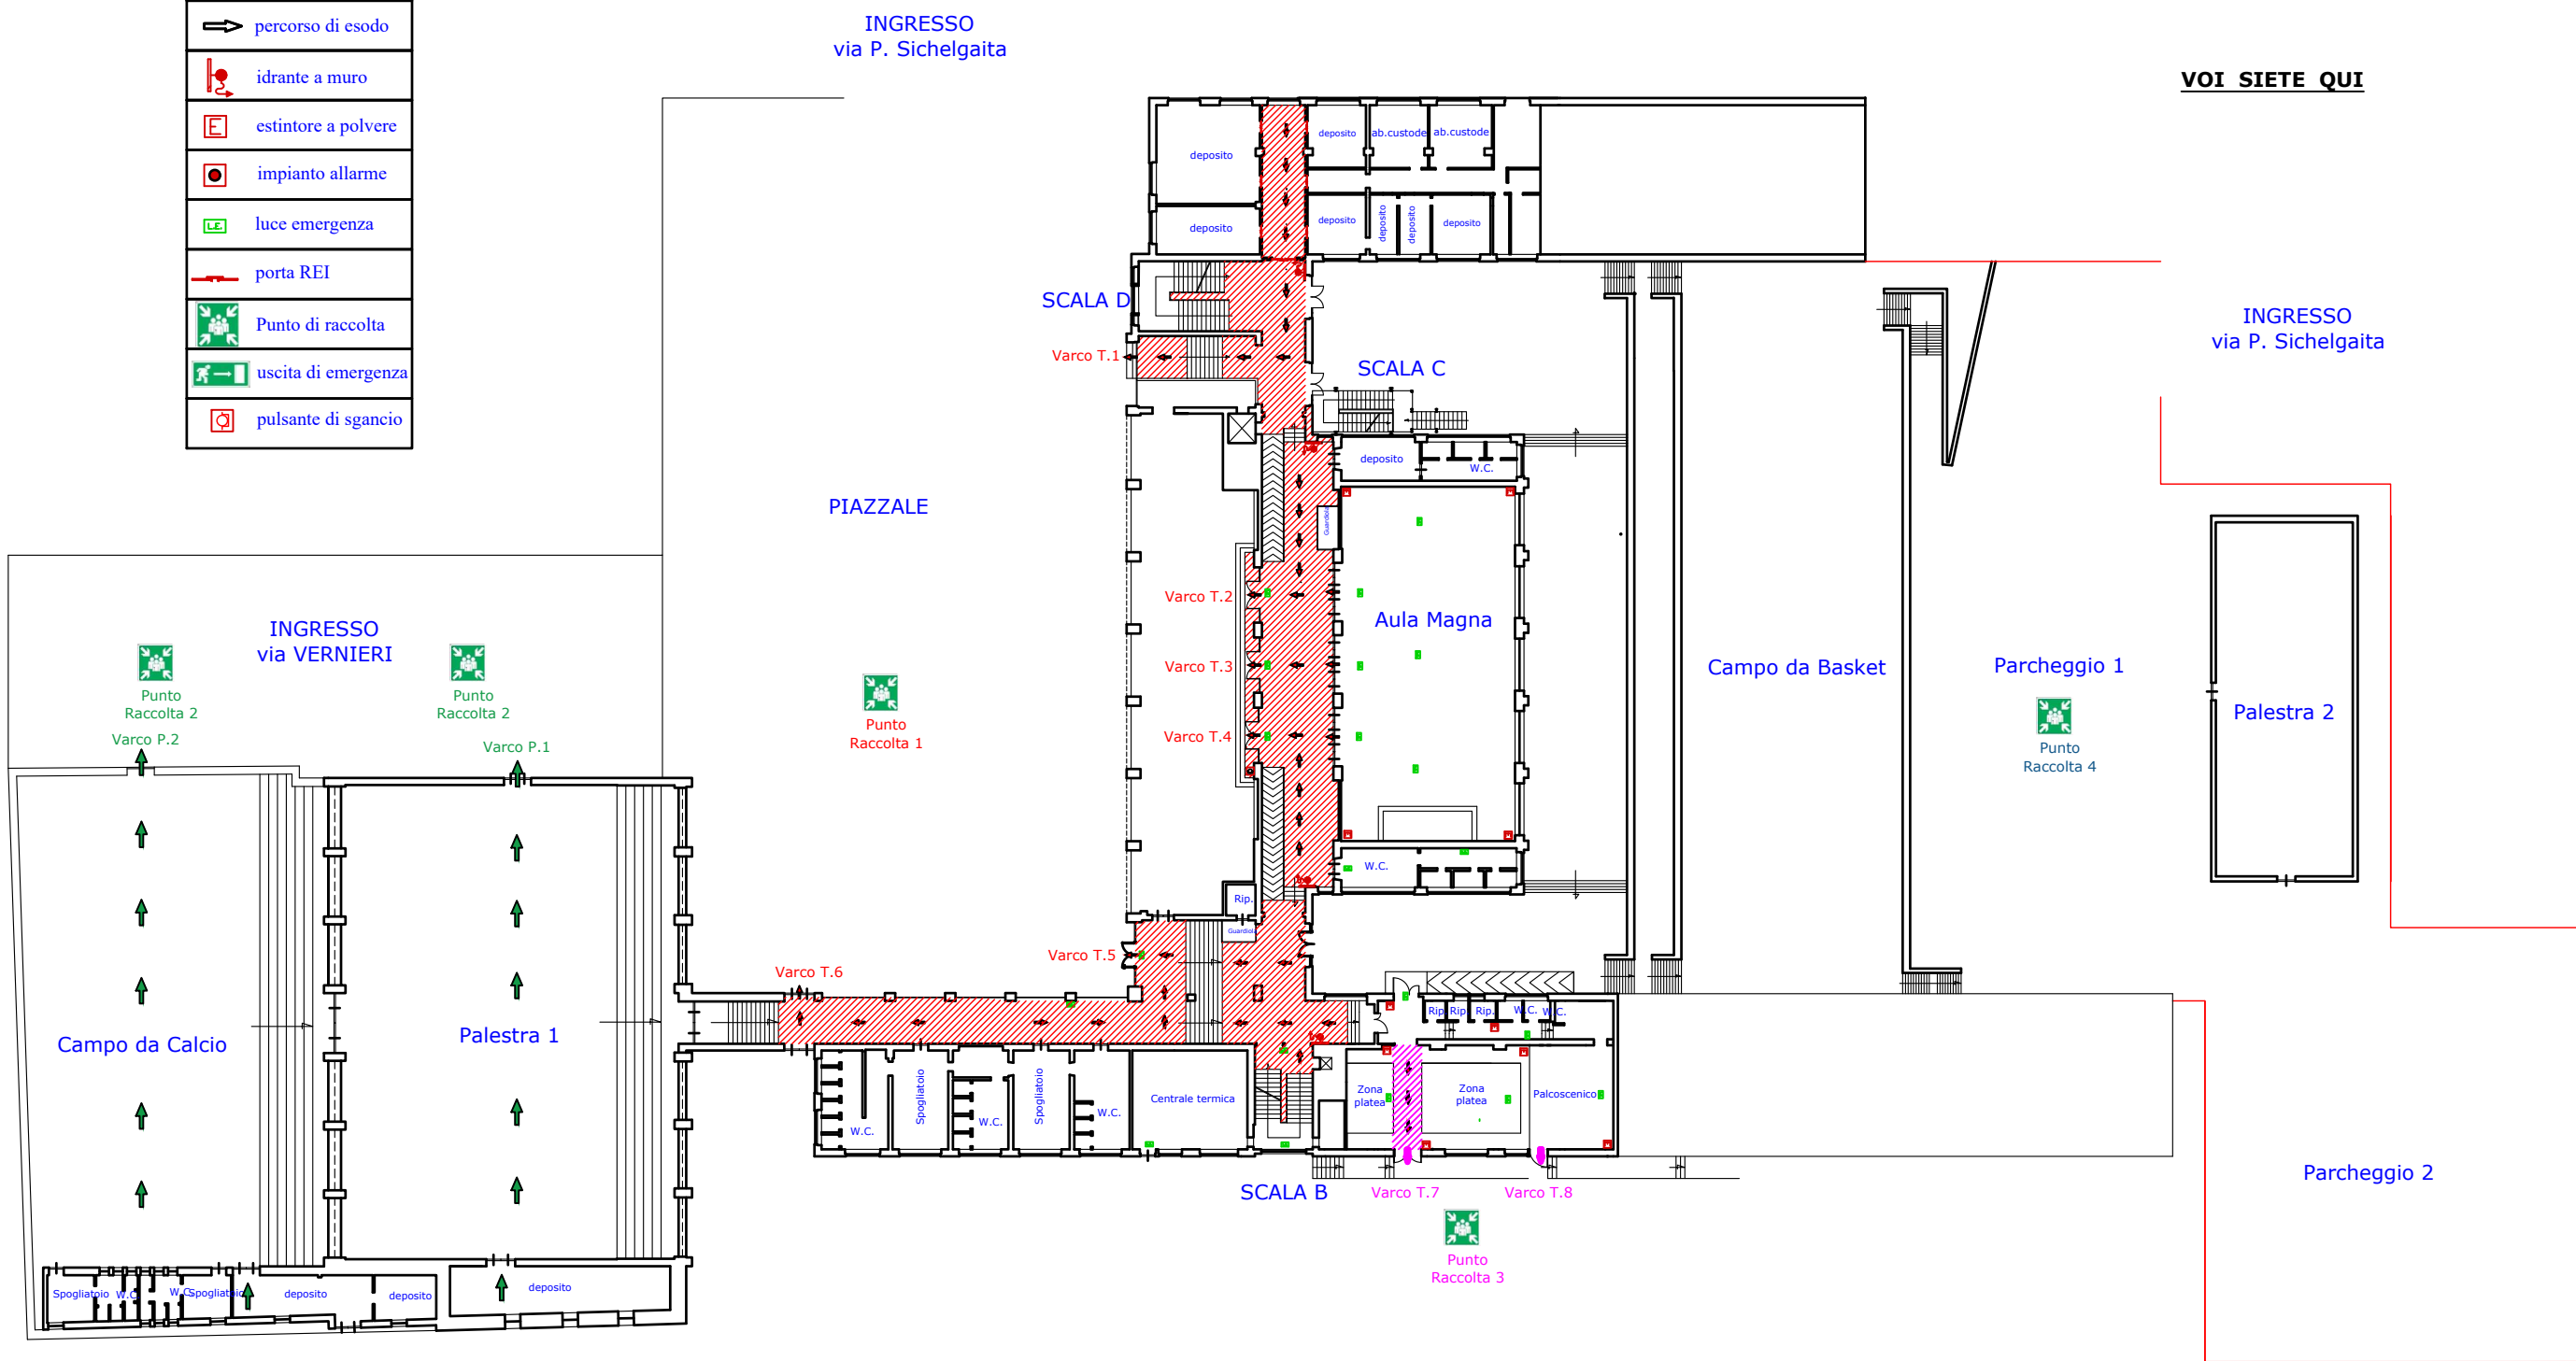 percorso di esodo
idrante a muro
E
estintore a polvere
impianto allarme
L.E.
luce emergenza
porta REI
Punto di raccolta
uscita di emergenza
pulsante di sgancio
INGRESSO
via P. Sichelgaita
VOI SIETE QUI
deposito
deposito
deposito
ab.custode
ab.custode
deposito
deposito
deposito
deposito
SCALA D
Varco T.1
SCALA C
INGRESSO
via P. Sichelgaita
deposito
W.C.
Guardiola
PIAZZALE
Varco T.2
Varco T.3
Varco T.4
Aula Magna
Campo da Basket
Parcheggio 1
Punto
Raccolta 4
Palestra 2
INGRESSO
via VERNIERI
Punto
Raccolta 2
Varco P.2
Punto
Raccolta 2
Varco P.1
Punto
Raccolta 1
W.C.
Rip.
Guardiola
Varco T.5
Varco T.6
Campo da Calcio
Palestra 1
Rip.
Rip.
Rip.
W.C.
W.C.
W.C.
Spogliatoio
W.C.
Spogliatoio
W.C.
Centrale termica
Zona
platea
Zona
platea
Palcoscenico
SCALA B
Varco T.7
Varco T.8
Punto
Raccolta 3
Parcheggio 2
Spogliatoio
W.C.
W.C.
Spogliatoio
deposito
deposito
deposito